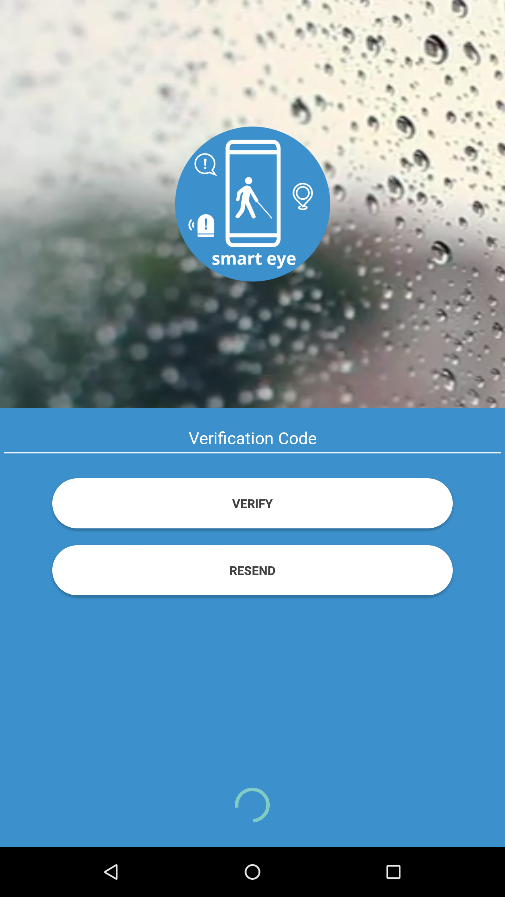 smart eye
Verification Code
VERIFY
RESEND